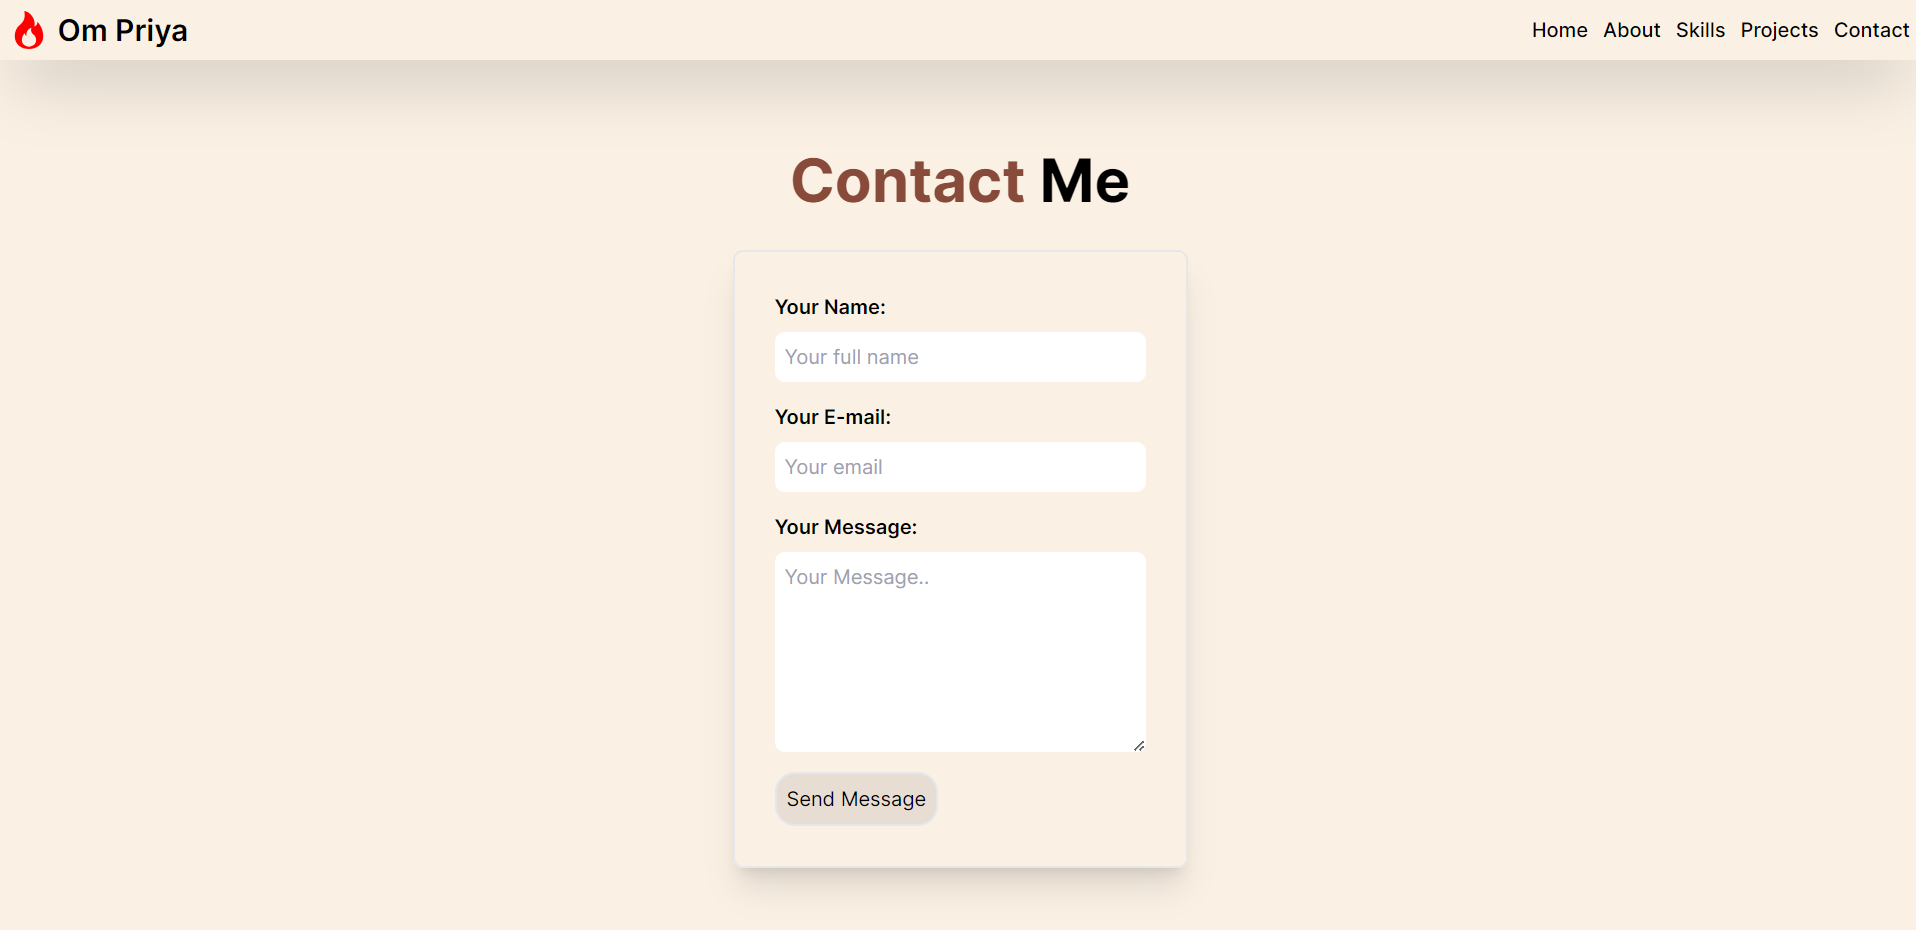 Om Priya
Home About Skills Projects Contact
Contact Me
Your Name:
Your full name
Your E-mail:
Your email
Your Message:
Your Message..
Send Message